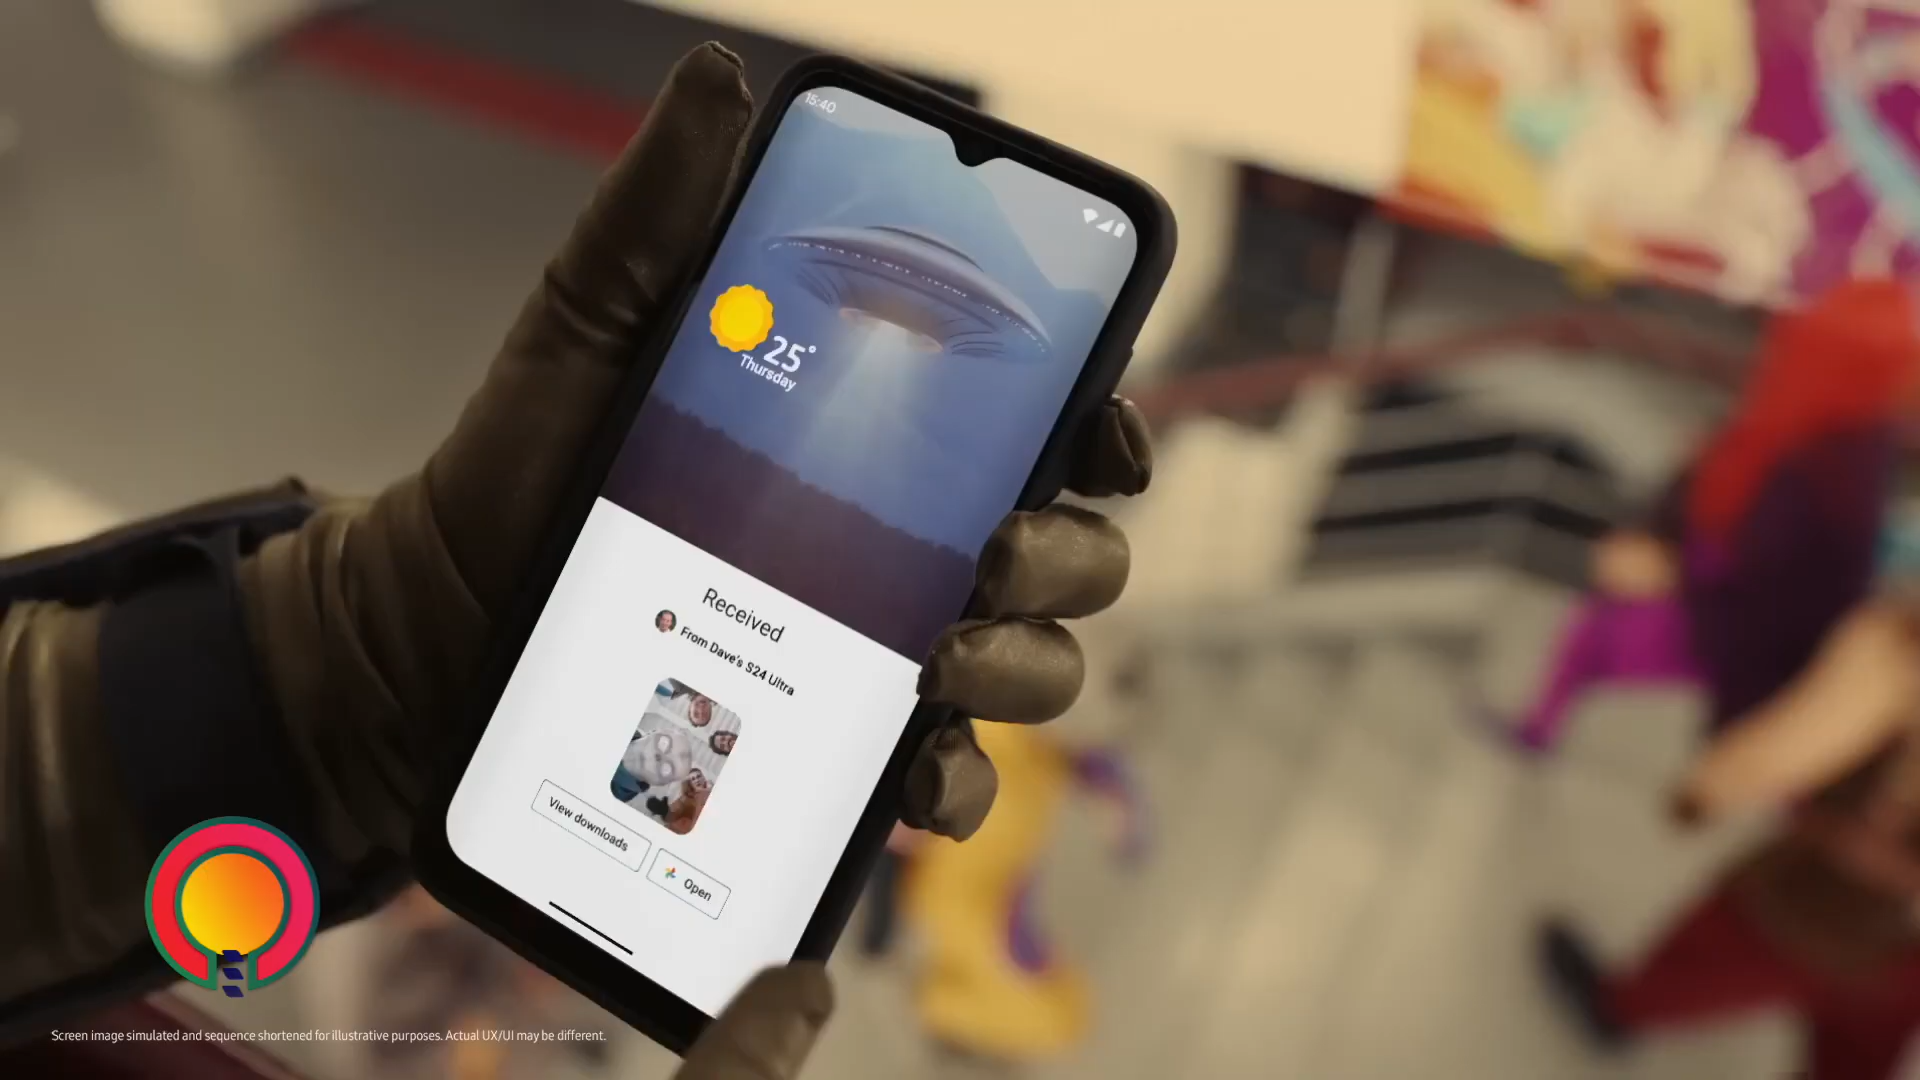 15:40
25°
Thursday
Received
From Dave's S24 Ultra
View downloads
Open
Screen image simulated and sequence shortened for illustrative purposes. Actual UX/UI may be different.